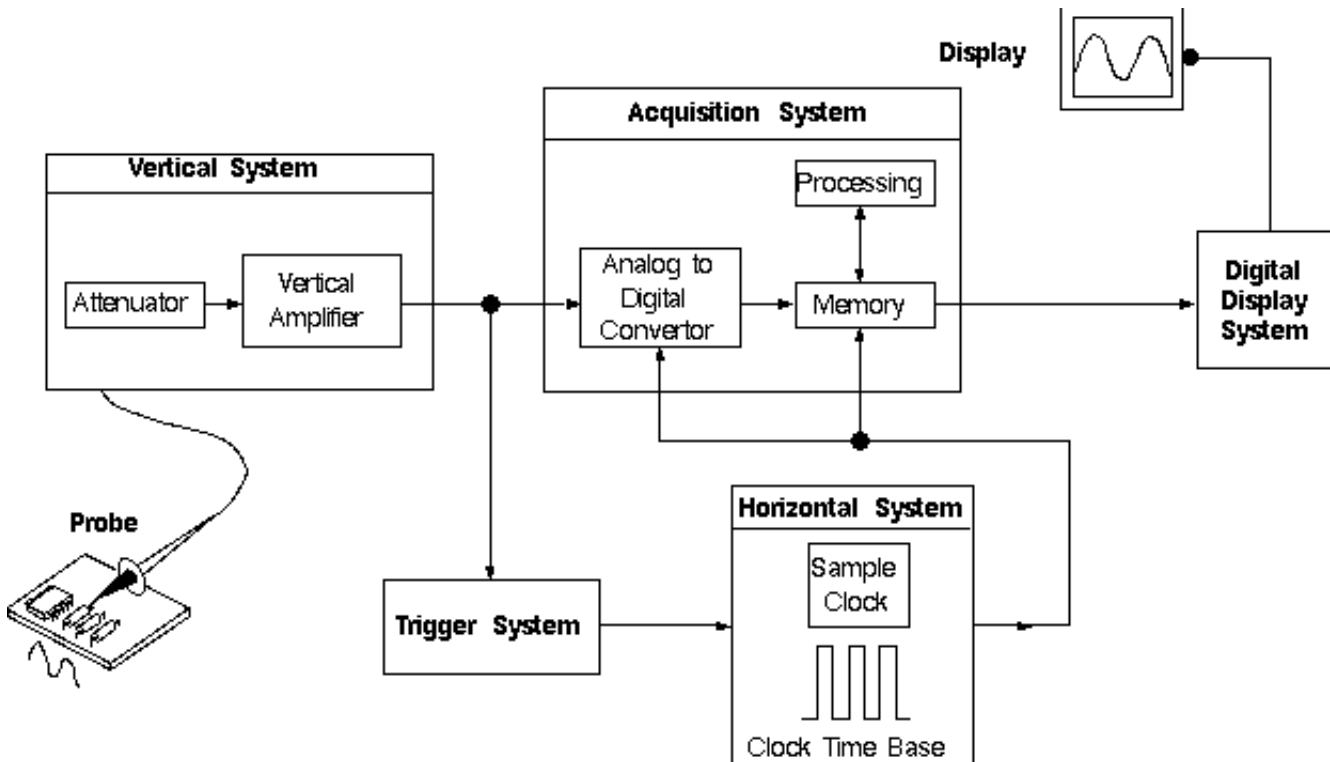 Display
Acquisition System
Vertical System
Processing
Attenuator
Vertical
Amplifier
Analog to
Digital
Convertor
Memory
Digital
Display
System
Probe
Trigger System
Horizontal System
Sample
Clock
Clock Time Base